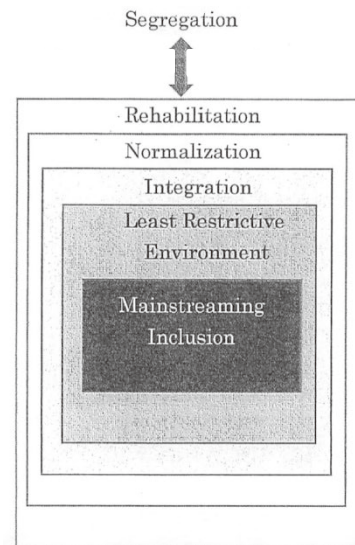 Segregation
Rehabilitation
Normalization
Integration
Least Restrictive
Environment
Mainstreaming
Inclusion